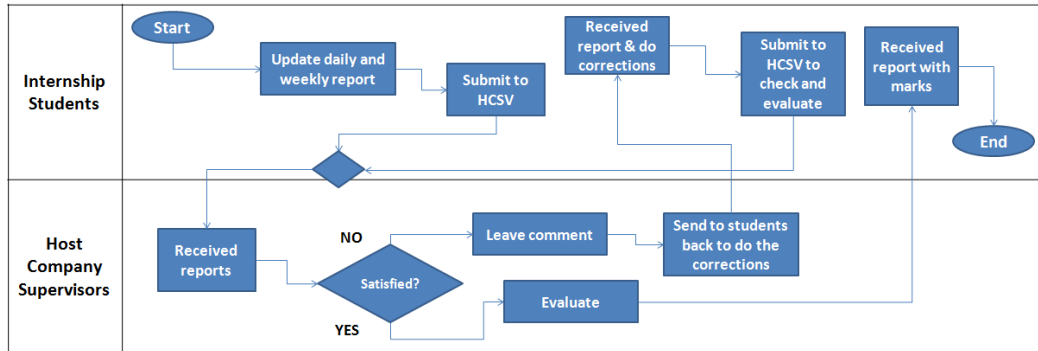 Start
Internship
Students
Update daily and
weekly report
Submit to
HCSV
Received
report & do
corrections
Submit to
HCSV to
check and
evaluate
Received
report with
marks
End
Host
Company
Supervisors
Received
reports
Satisfied?
NO
Leave comment
Send to students
back to do the
corrections
YES
Evaluate